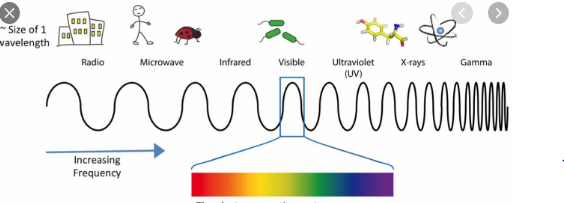 ~ Size of 1
wavelength
Radio Microwave Infrared Visible Ultraviolet X-rays Gamma
(UV)
Increasing
Frequency